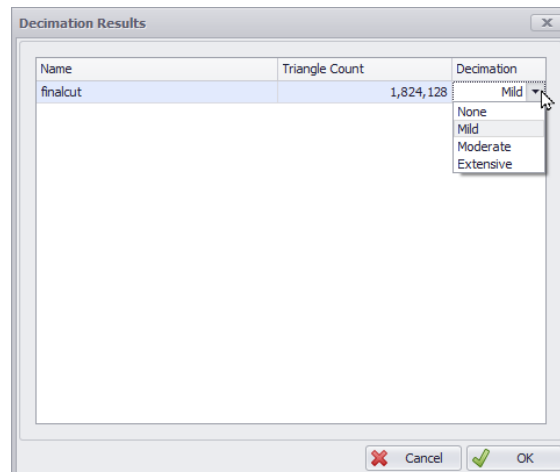 Decimation Results
Name Triangle Count Decimation
finalcut 1,824,128 Mild
None
Mild
Moderate
Extensive
Cancel OK